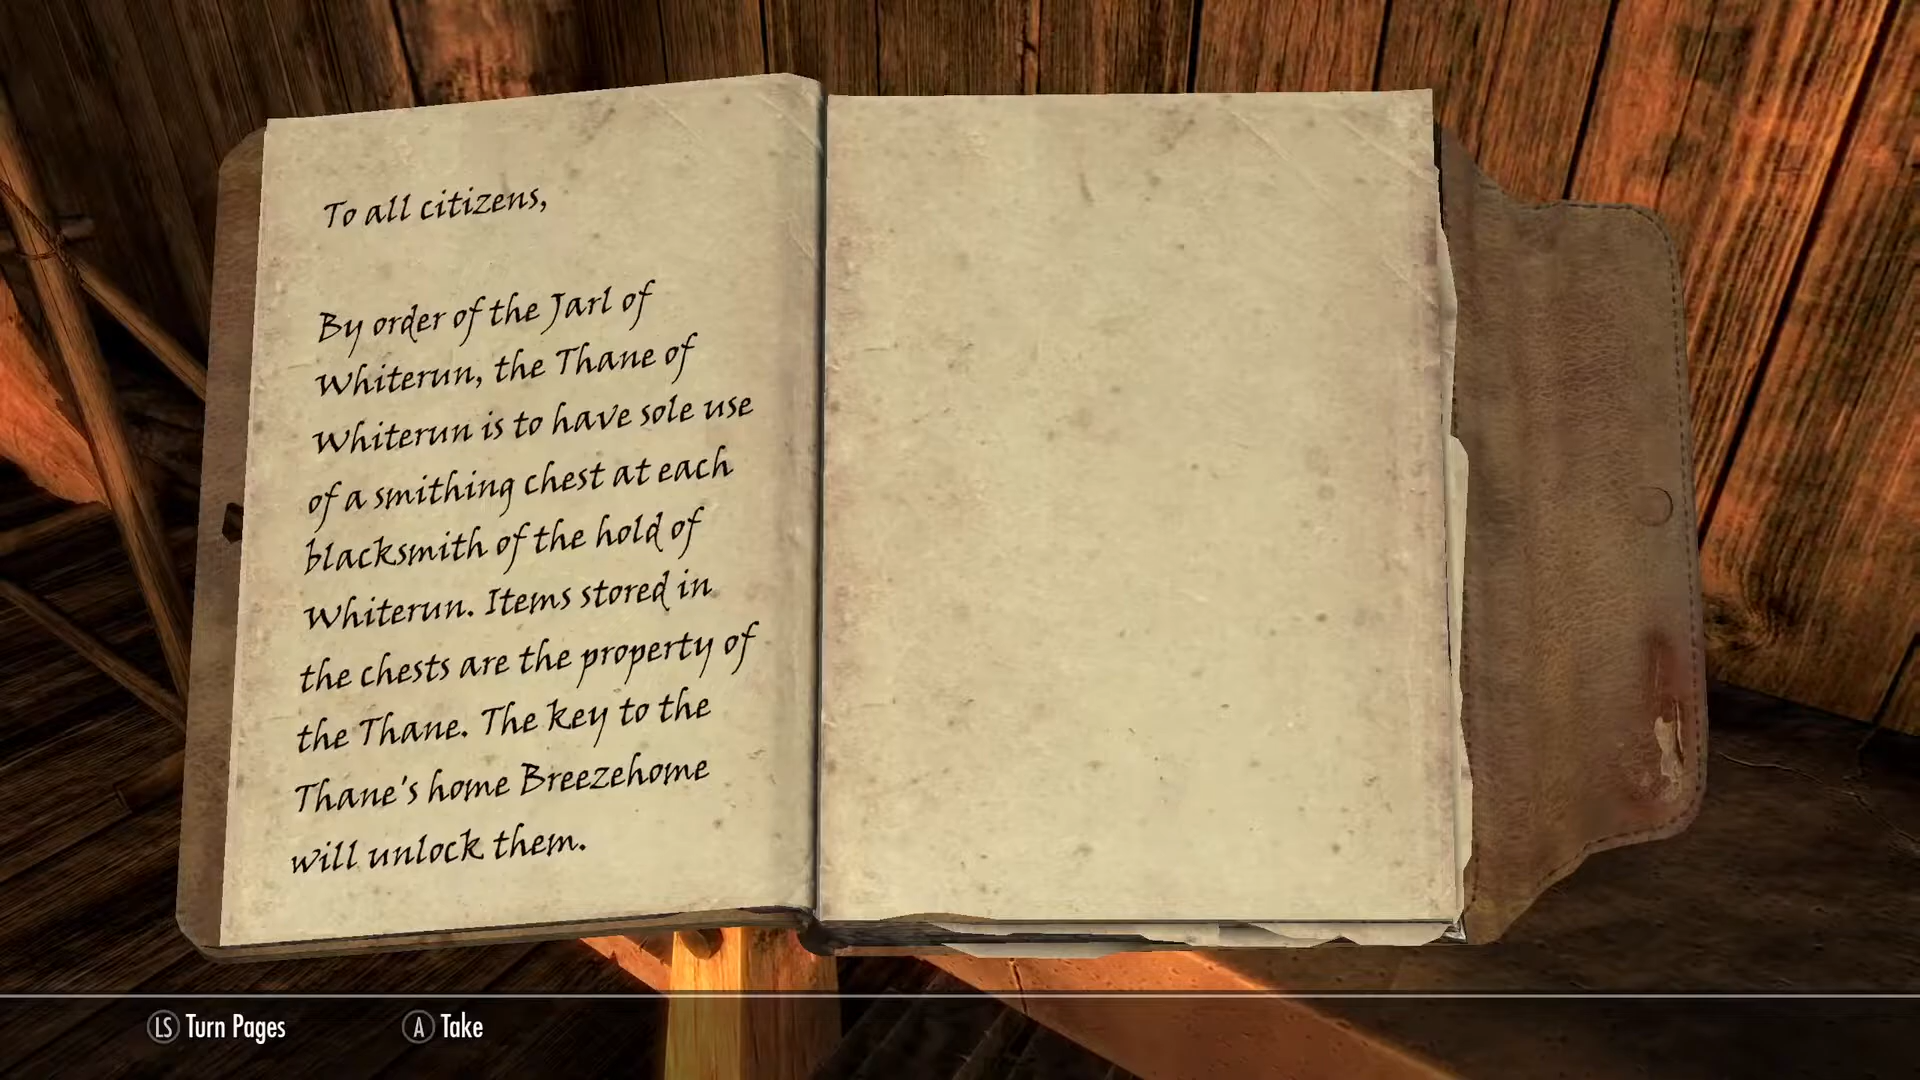 To all citizens,
By order of the Jarl of
Whiterun, the Thane of
Whiterun is to have sole use
of a smithing chest at each
blacksmith of the hold of
Whiterun. Items stored in
the chests are the property of
the Thane. The key to the
Thane's home Breezehome
will unlock them.
LS Turn Pages
A Take